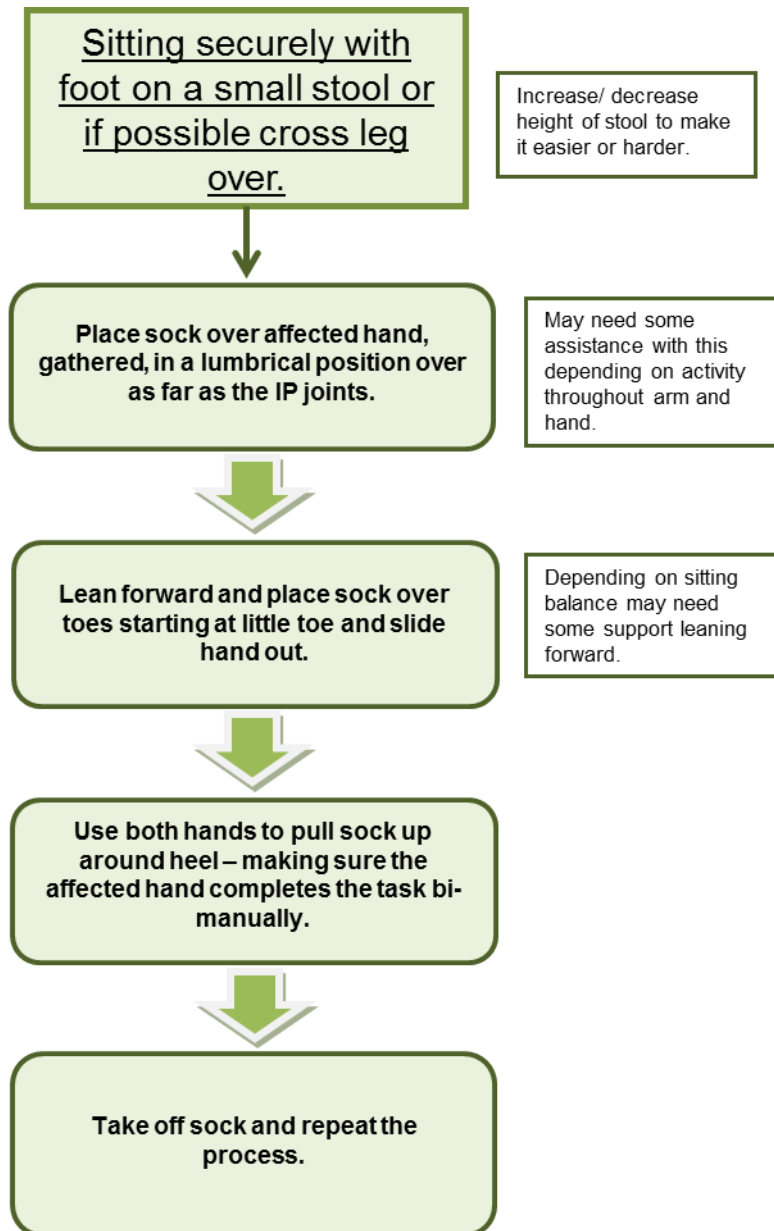 Sitting securely with
foot on a small stool or
if possible cross leg
over.
Increase/ decrease
height of stool to make
it easier or harder.
Place sock over affected hand,
gathered, in a lumbrical position over
as far as the IP joints.
May need some
assistance with this
depending on activity
throughout arm and
hand.
Lean forward and place sock over
toes starting at little toe and slide
hand out.
Depending on sitting
balance may need
some support leaning
forward.
Use both hands to pull sock up
around heel – making sure the
affected hand completes the task bi-
manually.
Take off sock and repeat the
process.